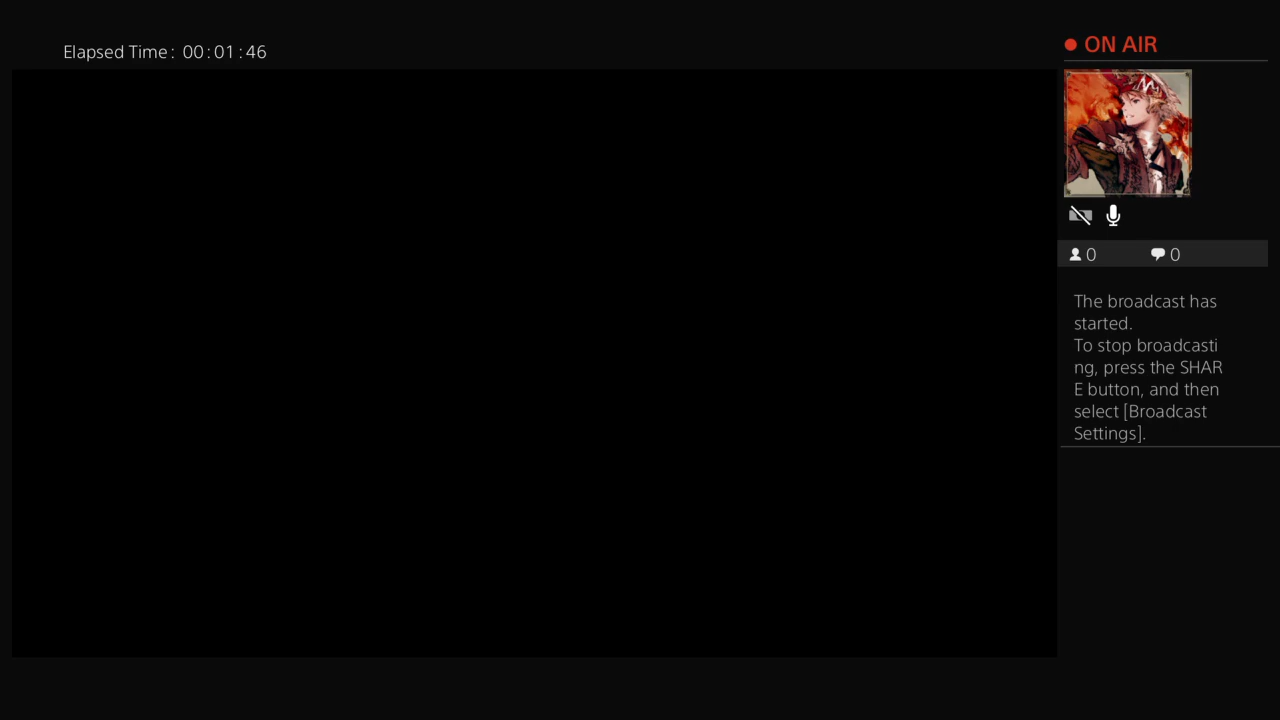 Elapsed Time: 00:01:46
ON AIR
0 0
The broadcast has
started.
To stop broadcasti
ng, press the SHAR
E button, and then
select [Broadcast
Settings].